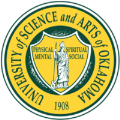 UNIVERSITY OF SCIENCE and ARTS OF OKLAHOMA
PHYSICAL SPIRITUAL
MENTAL SOCIAL
1908